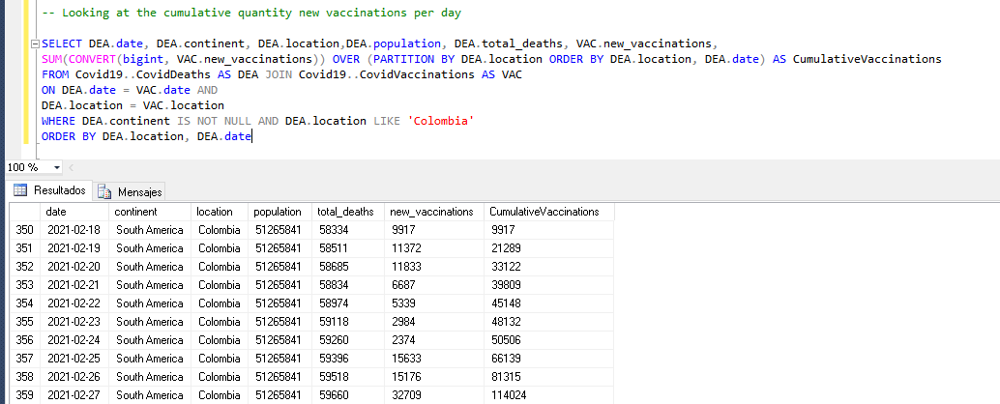 -- Looking at the cumulative quantity new vaccinations per day
SELECT DEA.date, DEA.continent, DEA.location,DEA.population, DEA.total_deaths, VAC.new_vaccinations,
SUM(CONVERT(bigint, VAC.new_vaccinations)) OVER (PARTITION BY DEA.location ORDER BY DEA.location, DEA.date) AS CumulativeVaccinations
FROM Covid19..CovidDeaths AS DEA JOIN Covid19..CovidVaccinations AS VAC
ON DEA.date = VAC.date AND
DEA.location = VAC.location
WHERE DEA.continent IS NOT NULL AND DEA.location LIKE 'Colombia'
ORDER BY DEA.location, DEA.date
100 %
Resultados Mensajes
date continent location population total_deaths new_vaccinations CumulativeVaccinations
350 2021-02-18 South America Colombia 51265841 58334 9917 9917
351 2021-02-19 South America Colombia 51265841 58511 11372 21289
352 2021-02-20 South America Colombia 51265841 58685 11833 33122
353 2021-02-21 South America Colombia 51265841 58834 6687 39809
354 2021-02-22 South America Colombia 51265841 58974 5339 45148
355 2021-02-23 South America Colombia 51265841 59118 2984 48132
356 2021-02-24 South America Colombia 51265841 59260 2374 50506
357 2021-02-25 South America Colombia 51265841 59396 15633 66139
358 2021-02-26 South America Colombia 51265841 59518 15176 81315
359 2021-02-27 South America Colombia 51265841 59660 32709 114024